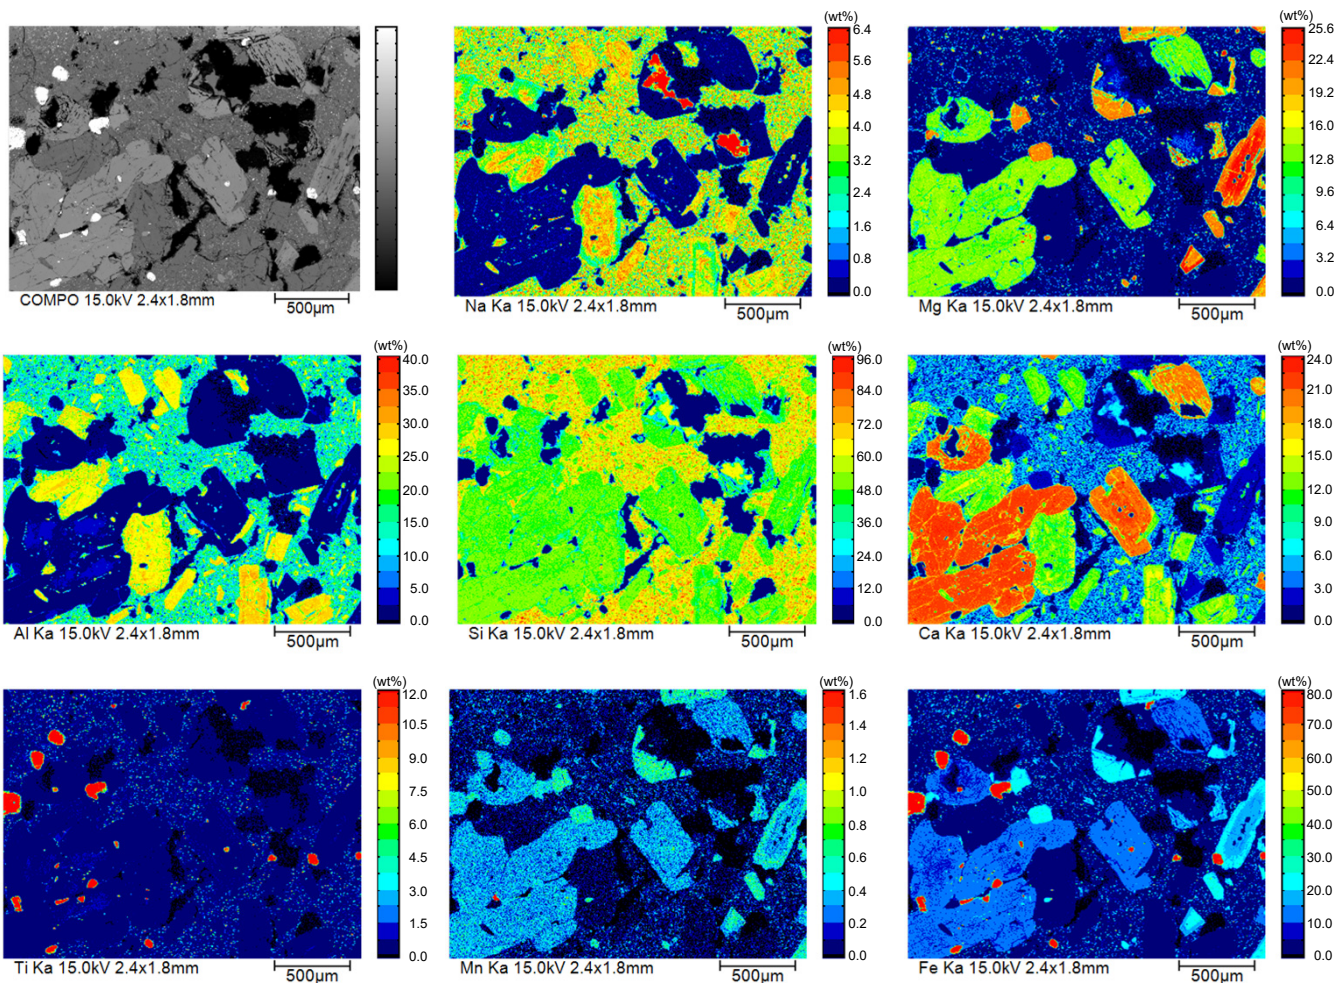 (wt%)
6.4
5.6
4.8
4.0
3.2
2.4
1.6
0.8
0.0
(wt%)
25.6
22.4
19.2
16.0
12.8
9.6
6.4
3.2
0.0
COMPO 15.0kV 2.4x1.8mm
500μm
Na Ka 15.0kV 2.4x1.8mm
500μm
Mg Ka 15.0kV 2.4x1.8mm
500μm
(wt%)
40.0
35.0
30.0
25.0
20.0
15.0
10.0
5.0
0.0
(wt%)
96.0
84.0
72.0
60.0
48.0
36.0
24.0
12.0
0.0
(wt%)
24.0
21.0
18.0
15.0
12.0
9.0
6.0
3.0
0.0
Al Ka 15.0kV 2.4x1.8mm
500μm
Si Ka 15.0kV 2.4x1.8mm
500μm
Ca Ka 15.0kV 2.4x1.8mm
500μm
(wt%)
12.0
10.5
9.0
7.5
6.0
4.5
3.0
1.5
0.0
(wt%)
1.6
1.4
1.2
1.0
0.8
0.6
0.4
0.2
0.0
(wt%)
80.0
70.0
60.0
50.0
40.0
30.0
20.0
10.0
0.0
Ti Ka 15.0kV 2.4x1.8mm
500μm
Mn Ka 15.0kV 2.4x1.8mm
500μm
Fe Ka 15.0kV 2.4x1.8mm
500μm